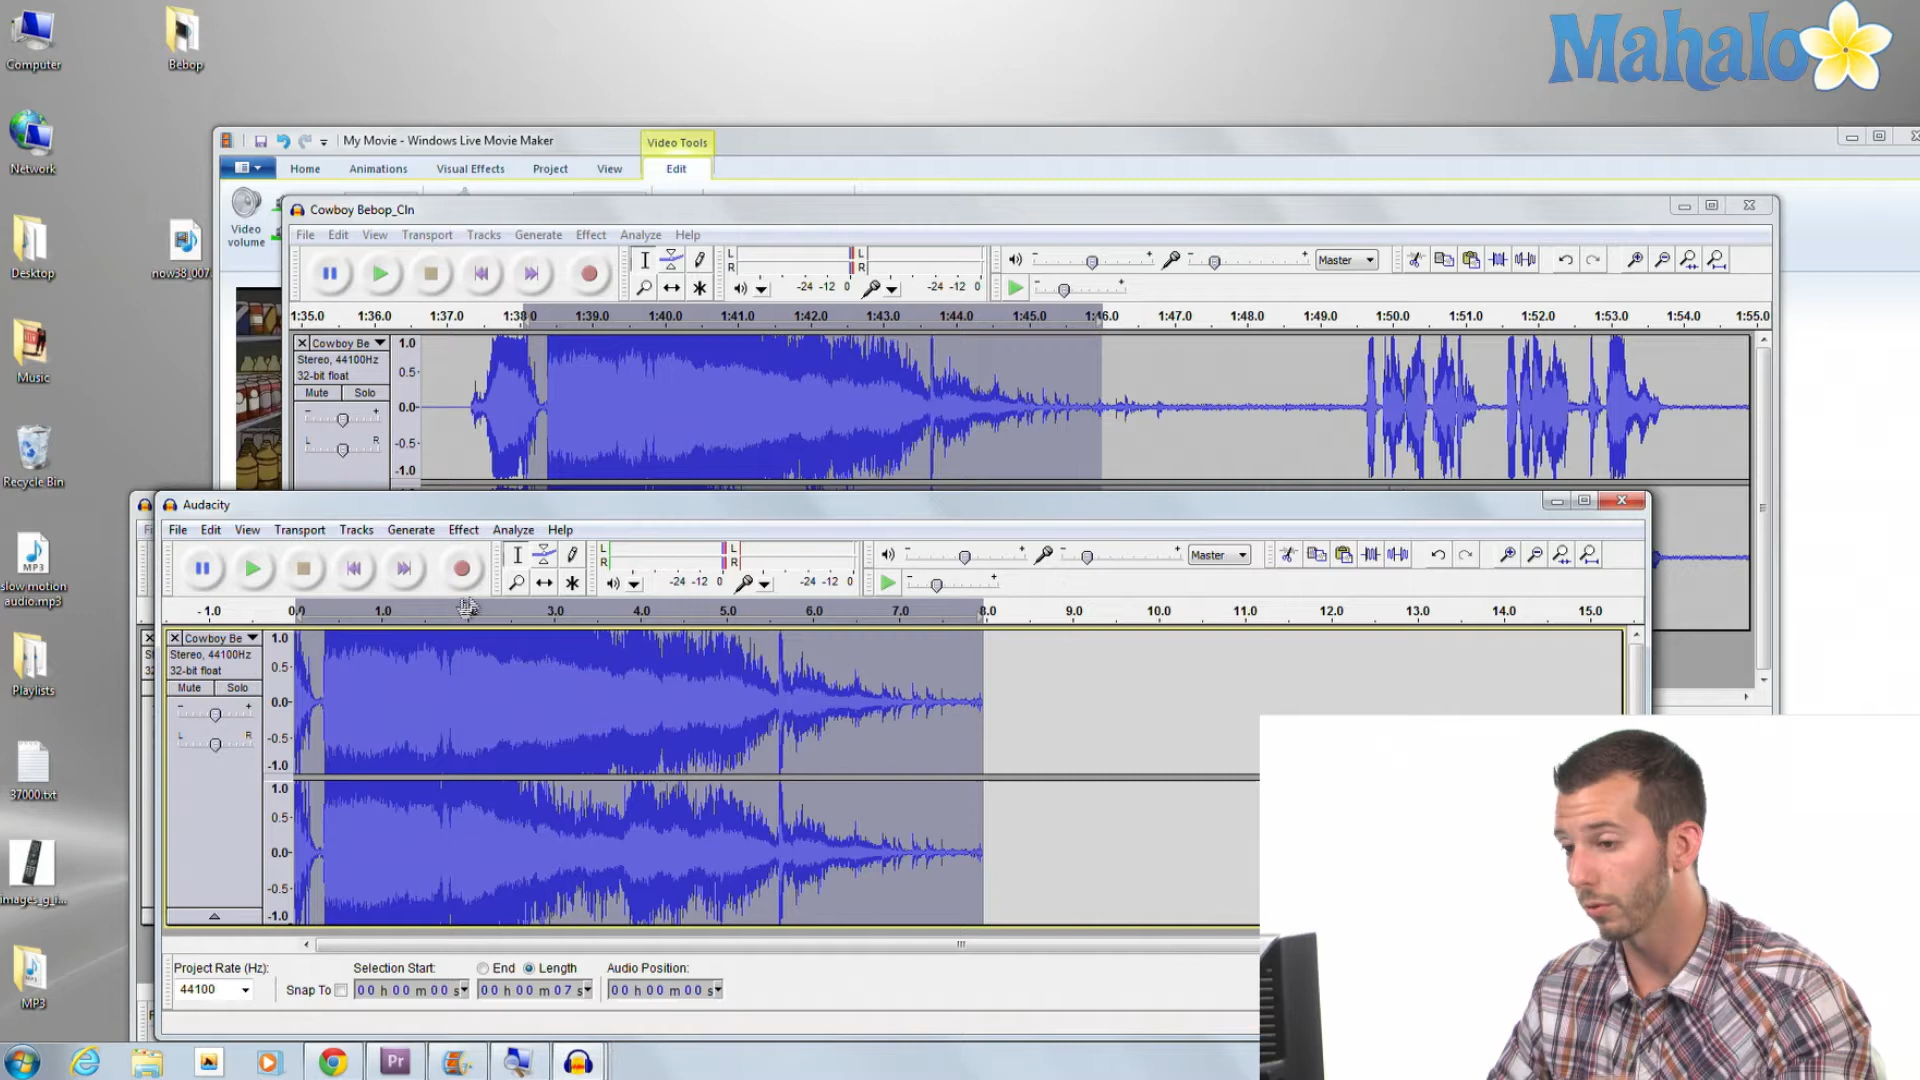 Mahalo
Computer
Bebop
Network
Desktop
now38_007
Music
Recycle Bin
slow motion
audio.mp3
Playlists
37000.txt
images_g_i...
MP3
My Movie - Windows Live Movie Maker
Video Tools
Home Animations Visual Effects Project View Edit
Video
volume
Cowboy Bebop_Cln
File Edit View Transport Tracks Generate Effect Analyze Help
L
R
L
R
Master
-24 -12 0
-24 -12 0
1:35.0 1:36.0 1:37.0 1:38.0 1:39.0 1:40.0 1:41.0 1:42.0 1:43.0 1:44.0 1:45.0 1:46.0 1:47.0 1:48.0 1:49.0 1:50.0 1:51.0 1:52.0 1:53.0 1:54.0 1:55.0
Cowboy Be
Stereo, 44100Hz
32-bit float
Mute Solo
- +
L R
1.0
0.5-
0.0-
-0.5-
-1.0
Audacity
File Edit View Transport Tracks Generate Effect Analyze Help
L
R
L
R
Master
-24 -12 0
-24 -12 0
-1.0 1.0 3.0 4.0 5.0 6.0 7.0 8.0 9.0 10.0 11.0 12.0 13.0 14.0 15.0
Cowboy Be
Stereo, 44100Hz
32-bit float
Mute Solo
- +
L R
1.0
0.5-
0.0-
-0.5-
-1.0
1.0
0.5-
0.0-
-0.5-
-1.0
Project Rate (Hz):
44100
Snap To
Selection Start:
00 h 00 m 00 s
End Length
00 h 00 m 07 s
Audio Position:
00 h 00 m 00 s
Pr